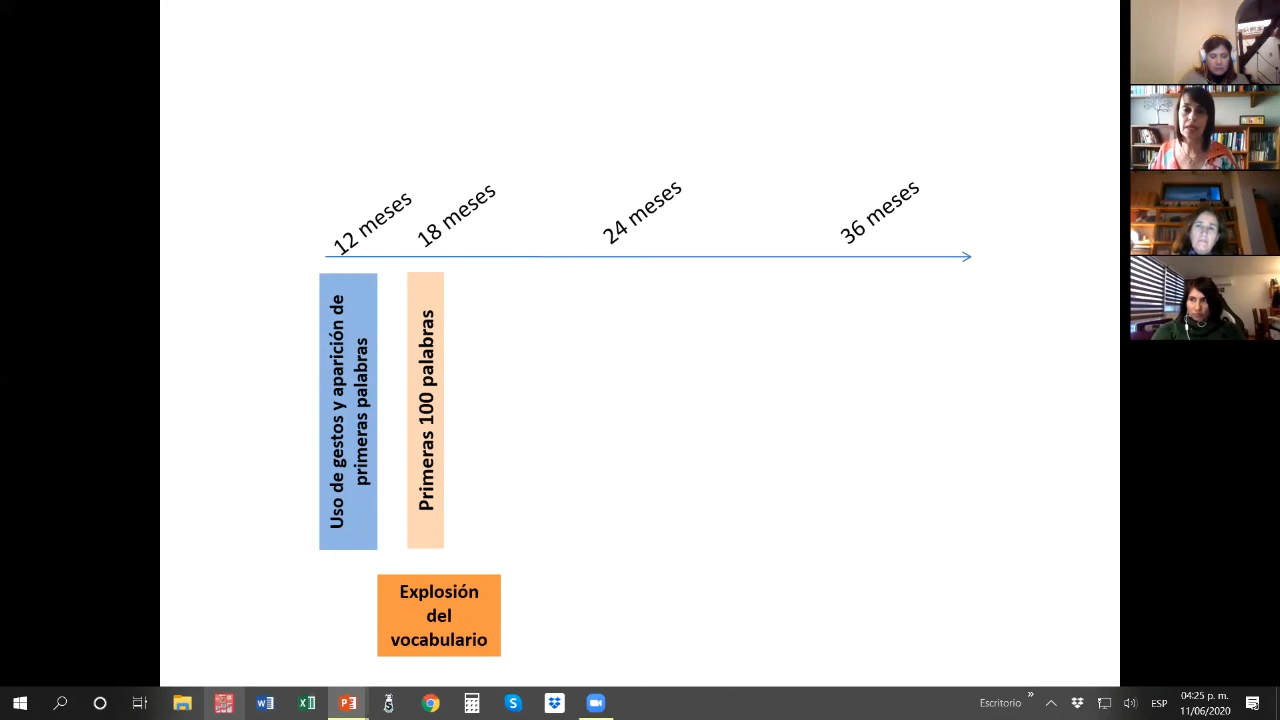 12 meses
18 meses
24 meses
36 meses
Uso de gestos y aparición de
primeras palabras
Primeras 100 palabras
Explosión
del
vocabulario
Escritorio
»
ESP
04:25 p. m.
11/06/2020